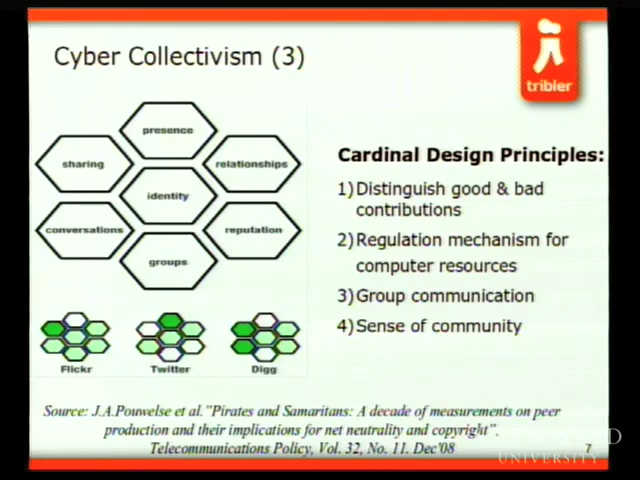 Cyber Collectivism (3)
tribler
presence
sharing
relationships
identity
conversations
reputation
groups
Flickr
Twitter
Digg
Cardinal Design Principles:
1) Distinguish good & bad
contributions
2) Regulation mechanism for
computer resources
3) Group communication
4) Sense of community
Source: J.A.Pouwelse et al."Pirates and Samaritans: A decade of measurements on peer
production and their implications for net neutrality and copyright".
Telecommunications Policy, Vol. 32, No. 11. Dec'08
7
UNIVERSITY